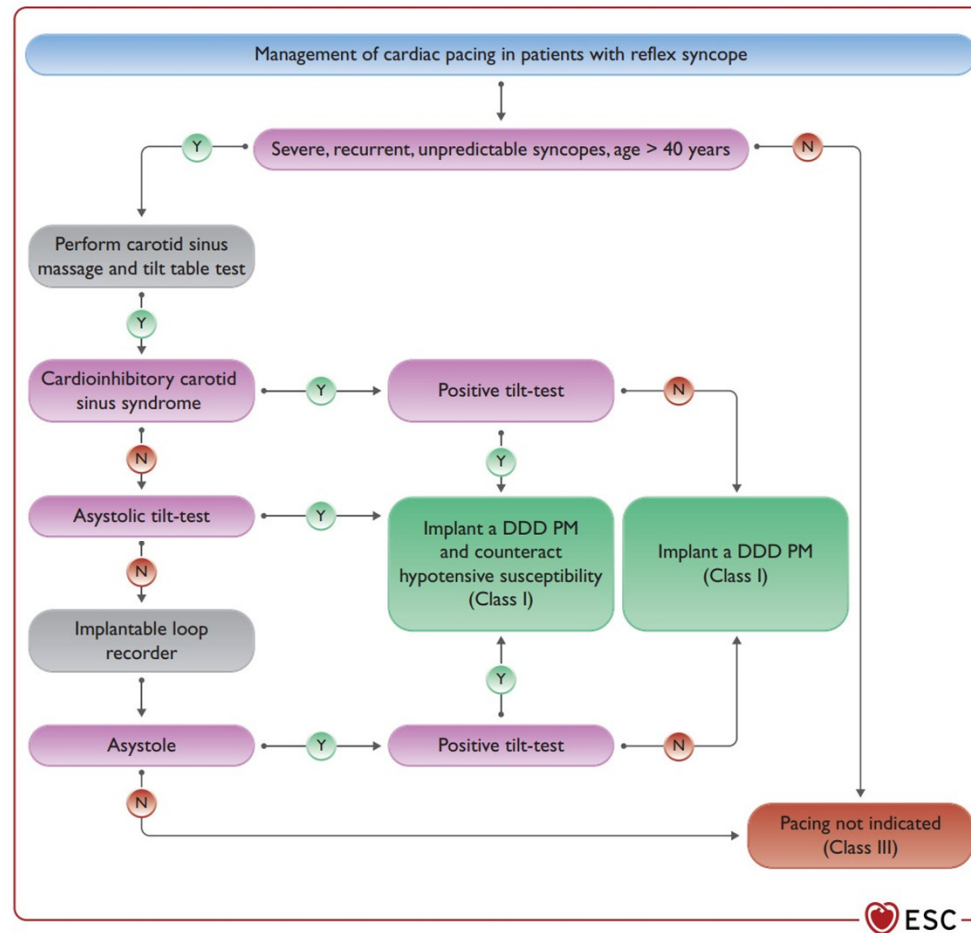 Management of cardiac pacing in patients with reflex syncope
Y
Severe, recurrent, unpredictable syncopes, age > 40 years
N
Perform carotid sinus
massage and tilt table test
Y
Cardioinhibitory carotid
sinus syndrome
Y
Positive tilt-test
N
N
Y
Asystolic tilt-test
Y
Implant a DDD PM
and counteract
hypotensive susceptibility
(Class I)
Implant a DDD PM
(Class I)
N
Implantable loop
recorder
Y
Asystole
Y
Positive tilt-test
N
N
Pacing not indicated
(Class III)
ESC